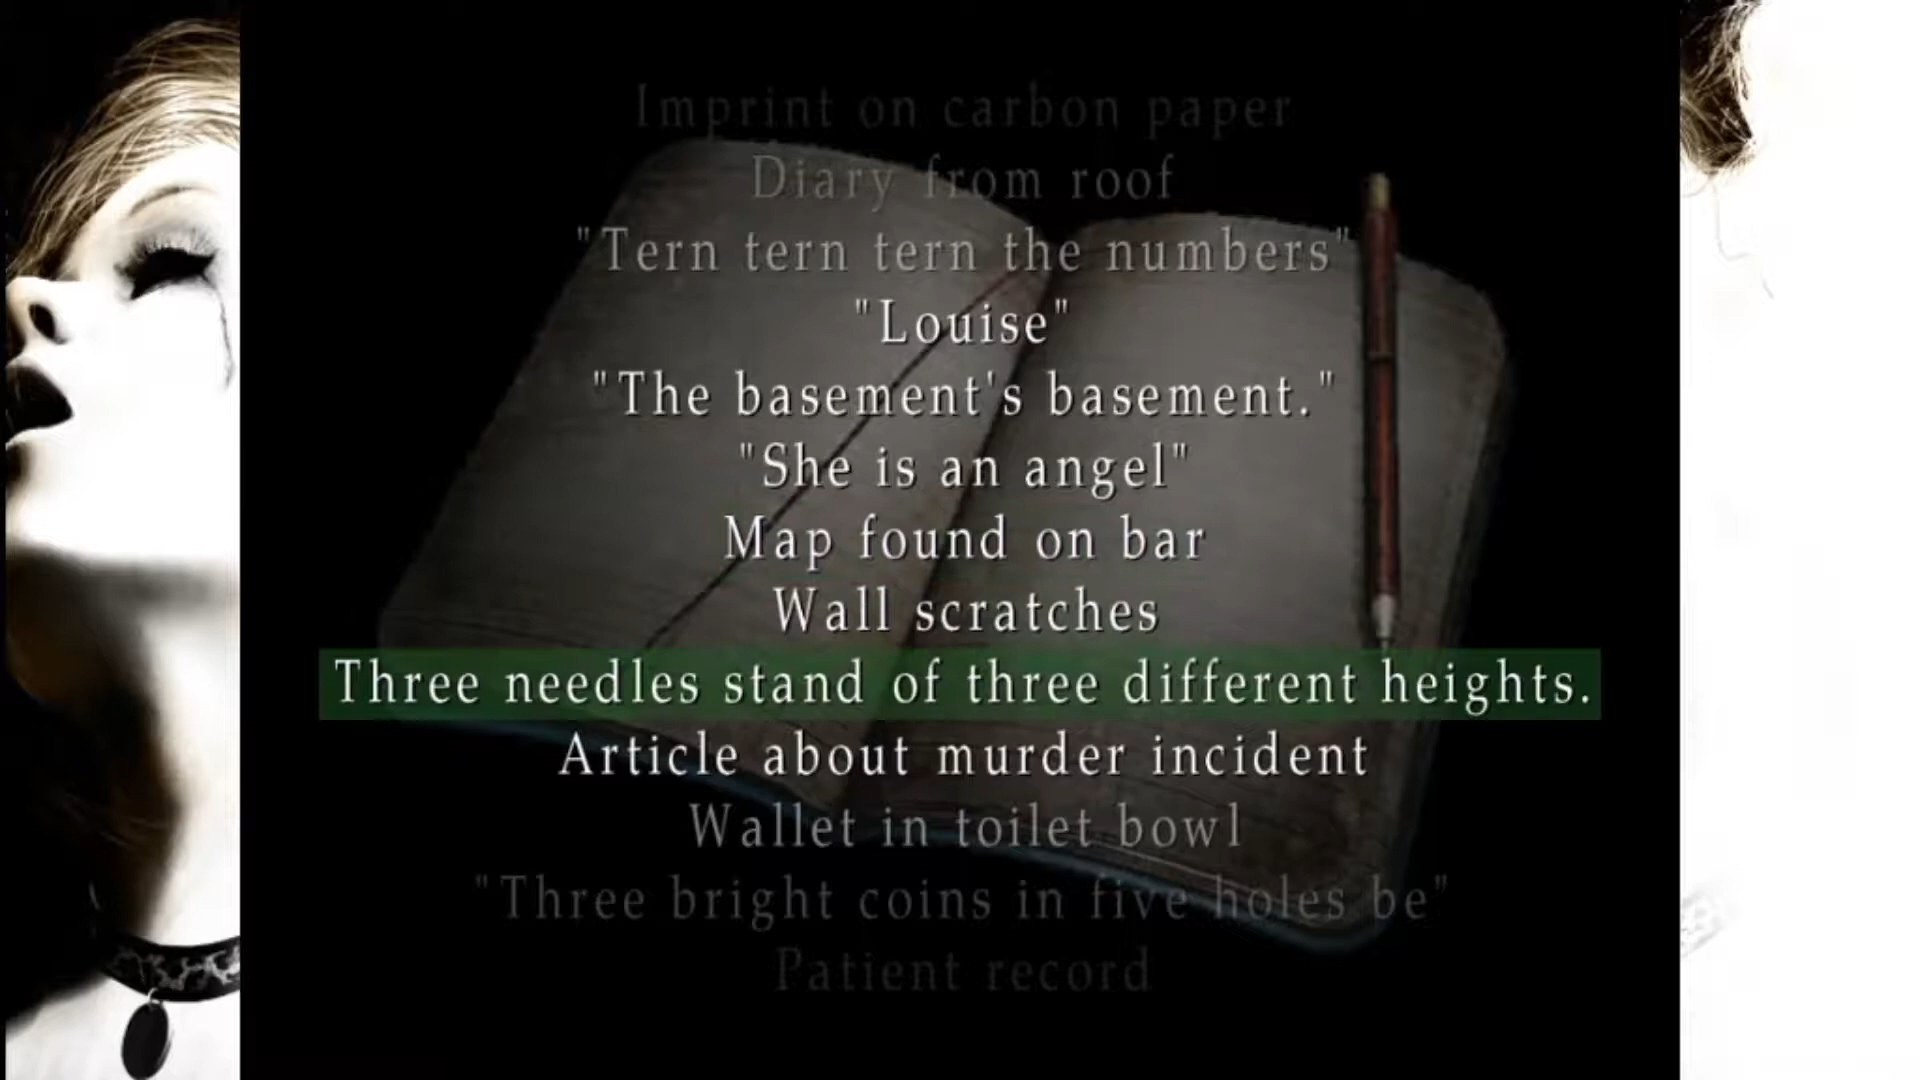 Imprint on carbon paper
Diary from roof
"Tern tern tern the numbers"
"Louise"
"The basement's basement."
"She is an angel"
Map found on bar
Wall scratches
Three needles stand of three different heights.
Article about murder incident
Wallet in toilet bowl
"Three bright coins in five holes be"
Patient record